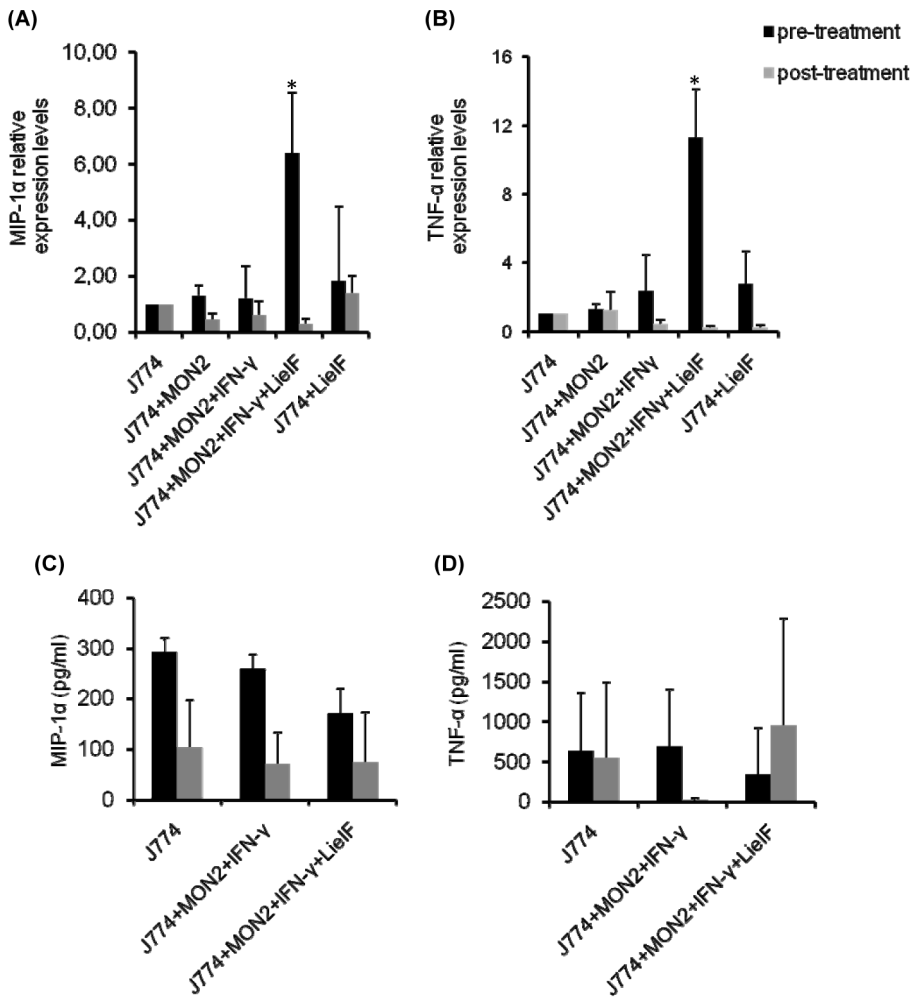 (A)
MIP-1α relative
expression levels
10,00
8,00
6,00
4,00
2,00
0,00
*
J774
J774+MON2
J774+MON2+IFN-γ
J774+MON2+IFN-γ+LieIF
J774+LieIF
(B)
TNF-α relative
expression levels
16
12
8
4
0
*
J774
J774+MON2
J774+MON2+IFNγ
J774+MON2+IFNγ+LieIF
J774+LieIF
pre-treatment
post-treatment
(C)
MIP-1α (pg/ml)
400
300
200
100
0
J774
J774+MON2+IFN-γ
J774+MON2+IFN-γ+LieIF
(D)
TNF-α (pg/ml)
2500
2000
1500
1000
500
0
J774
J774+MON2+IFN-γ
J774+MON2+IFN-γ+LieIF